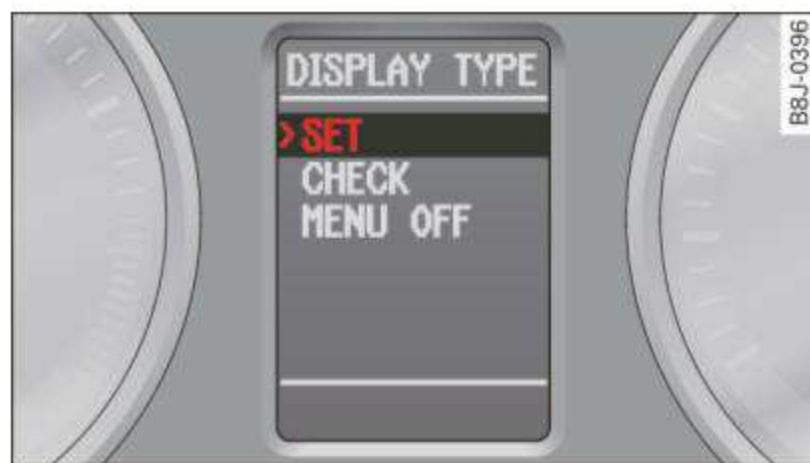 DISPLAY TYPE
>SET
CHECK
MENU OFF
B8J-0396